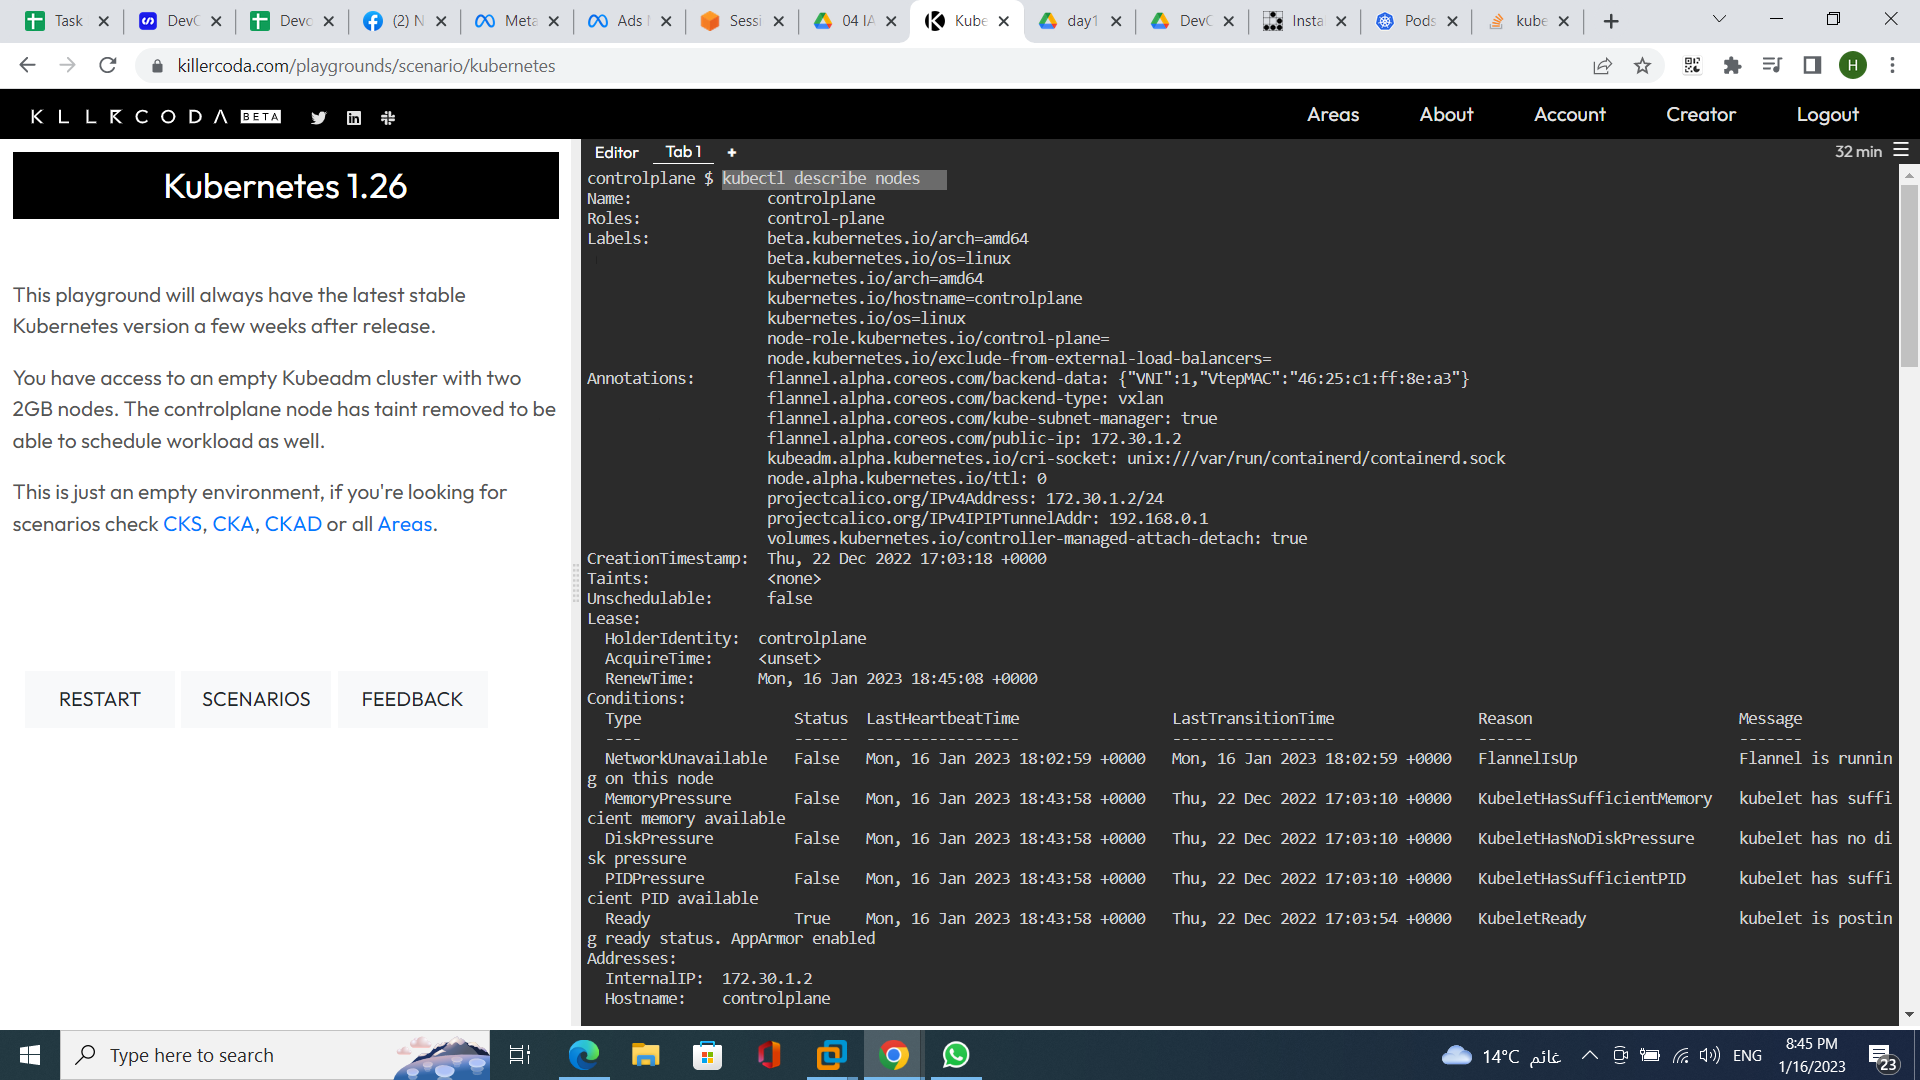 Task
DevO
Devo
(2) N
Meta
Ads
Sessi
04 IA
Kube
day1
DevC
Insta
Pods
kube
killercoda.com/playgrounds/scenario/kubernetes
H
KLLRCODA BETA
Areas
About
Account
Creator
Logout
Kubernetes 1.26
This playground will always have the latest stable
Kubernetes version a few weeks after release.
You have access to an empty Kubeadm cluster with two
2GB nodes. The controlplane node has taint removed to be
able to schedule workload as well.
This is just an empty environment, if you're looking for
scenarios check CKS, CKA, CKAD or all Areas.
RESTART
SCENARIOS
FEEDBACK
Editor
Tab 1
+
32 min
controlplane $ kubectl describe nodes
Name: controlplane
Roles: control-plane
Labels: beta.kubernetes.io/arch=amd64
beta.kubernetes.io/os=linux
kubernetes.io/arch=amd64
kubernetes.io/hostname=controlplane
kubernetes.io/os=linux
node-role.kubernetes.io/control-plane=
node.kubernetes.io/exclude-from-external-load-balancers=
Annotations: flannel.alpha.coreos.com/backend-data: {"VNI":1,"VtepMAC":"46:25:c1:ff:8e:a3"}
flannel.alpha.coreos.com/backend-type: vxlan
flannel.alpha.coreos.com/kube-subnet-manager: true
flannel.alpha.coreos.com/public-ip: 172.30.1.2
kubeadm.alpha.kubernetes.io/cri-socket: unix:///var/run/containerd/containerd.sock
node.alpha.kubernetes.io/ttl: 0
projectcalico.org/IPv4Address: 172.30.1.2/24
projectcalico.org/IPv4IPIPTunnelAddr: 192.168.0.1
volumes.kubernetes.io/controller-managed-attach-detach: true
CreationTimestamp: Thu, 22 Dec 2022 17:03:18 +0000
Taints: <none>
Unschedulable: false
Lease:
HolderIdentity: controlplane
AcquireTime: <unset>
RenewTime: Mon, 16 Jan 2023 18:45:08 +0000
Conditions:
Type Status LastHeartbeatTime LastTransitionTime Reason Message
---- ------ ----------------- ------------------ ------ -------
NetworkUnavailable False Mon, 16 Jan 2023 18:02:59 +0000 Mon, 16 Jan 2023 18:02:59 +0000 FlannelIsUp Flannel is runnin
g on this node
MemoryPressure False Mon, 16 Jan 2023 18:43:58 +0000 Thu, 22 Dec 2022 17:03:10 +0000 KubeletHasSufficientMemory kubelet has suffi
cient memory available
DiskPressure False Mon, 16 Jan 2023 18:43:58 +0000 Thu, 22 Dec 2022 17:03:10 +0000 KubeletHasNoDiskPressure kubelet has no di
sk pressure
PIDPressure False Mon, 16 Jan 2023 18:43:58 +0000 Thu, 22 Dec 2022 17:03:10 +0000 KubeletHasSufficientPID kubelet has suffi
cient PID available
Ready True Mon, 16 Jan 2023 18:43:58 +0000 Thu, 22 Dec 2022 17:03:54 +0000 KubeletReady kubelet is postin
g ready status. AppArmor enabled
Addresses:
InternalIP: 172.30.1.2
Hostname: controlplane
Type here to search
14°C غائم
ENG
8:45 PM
1/16/2023
23